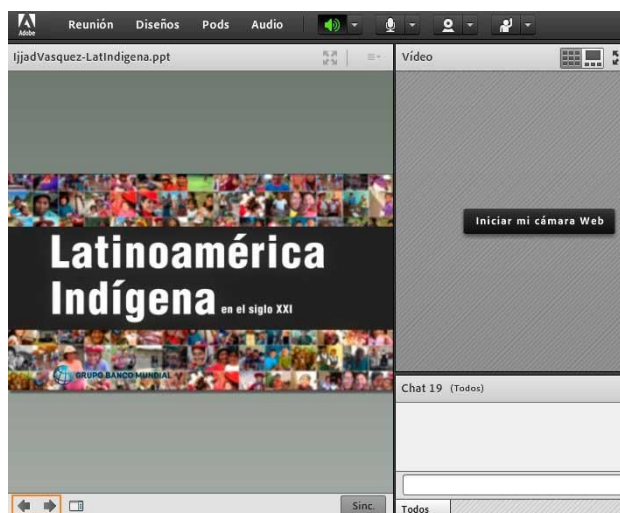 Adobe
Reunión Diseños Pods Audio
IjjadVasquez-LatIndigena.ppt
Vídeo
Iniciar mi cámara Web
Latinoamérica
Indígena en el siglo XXI
GRUPO BANCO MUNDIAL
Chat 19 (Todos)
Sinc.
Todos